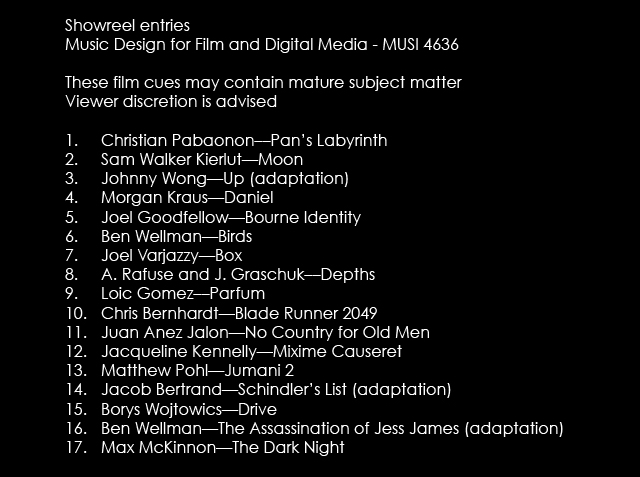 Showreel entries
Music Design for Film and Digital Media - MUSI 4636
These film cues may contain mature subject matter
Viewer discretion is advised
1. Christian Pabaonon—Pan's Labyrinth
2. Sam Walker Kierlut—Moon
3. Johnny Wong—Up (adaptation)
4. Morgan Kraus—Daniel
5. Joel Goodfellow—Bourne Identity
6. Ben Wellman—Birds
7. Joel Varjazzy—Box
8. A. Rafuse and J. Graschuk—Depths
9. Loic Gomez—Parfum
10. Chris Bernhardt—Blade Runner 2049
11. Juan Anez Jalon—No Country for Old Men
12. Jacqueline Kennelly—Mixime Causeret
13. Matthew Pohl—Jumani 2
14. Jacob Bertrand—Schindler's List (adaptation)
15. Borys Wojtowics—Drive
16. Ben Wellman—The Assassination of Jess James (adaptation)
17. Max McKinnon—The Dark Night